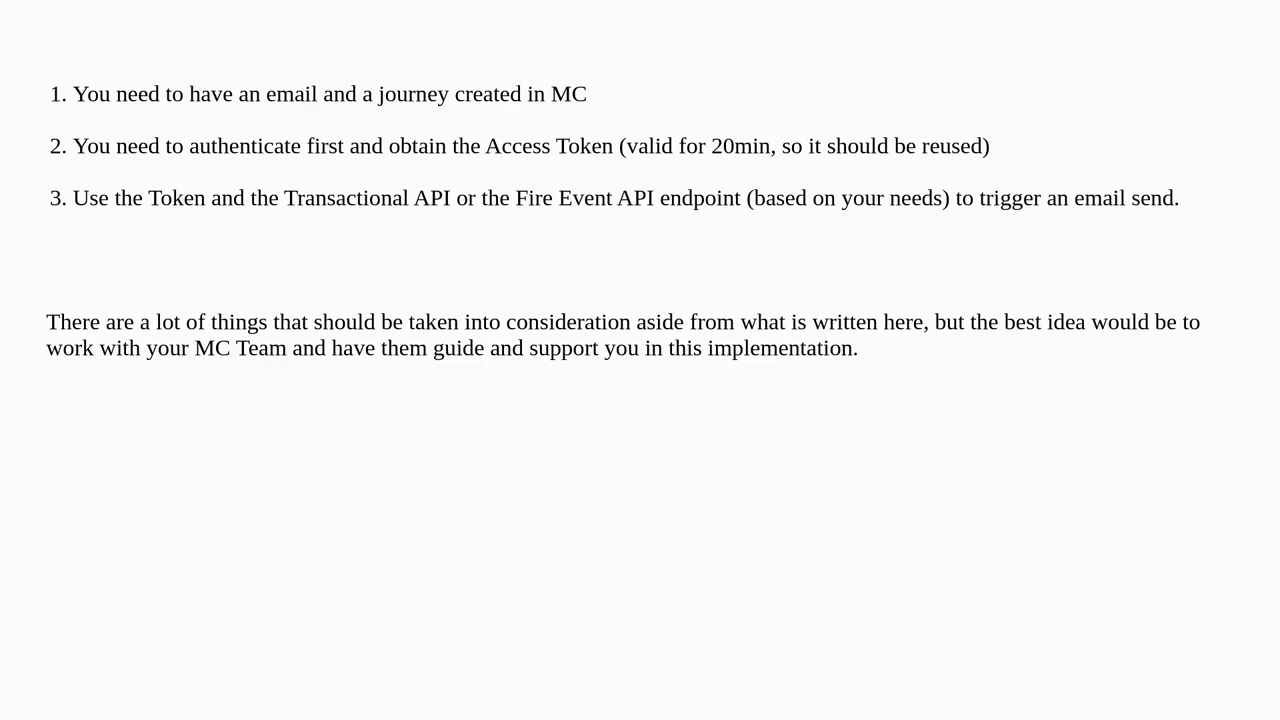 1. You need to have an email and a journey created in MC
2. You need to authenticate first and obtain the Access Token (valid for 20min, so it should be reused)
3. Use the Token and the Transactional API or the Fire Event API endpoint (based on your needs) to trigger an email send.
There are a lot of things that should be taken into consideration aside from what is written here, but the best idea would be to
work with your MC Team and have them guide and support you in this implementation.